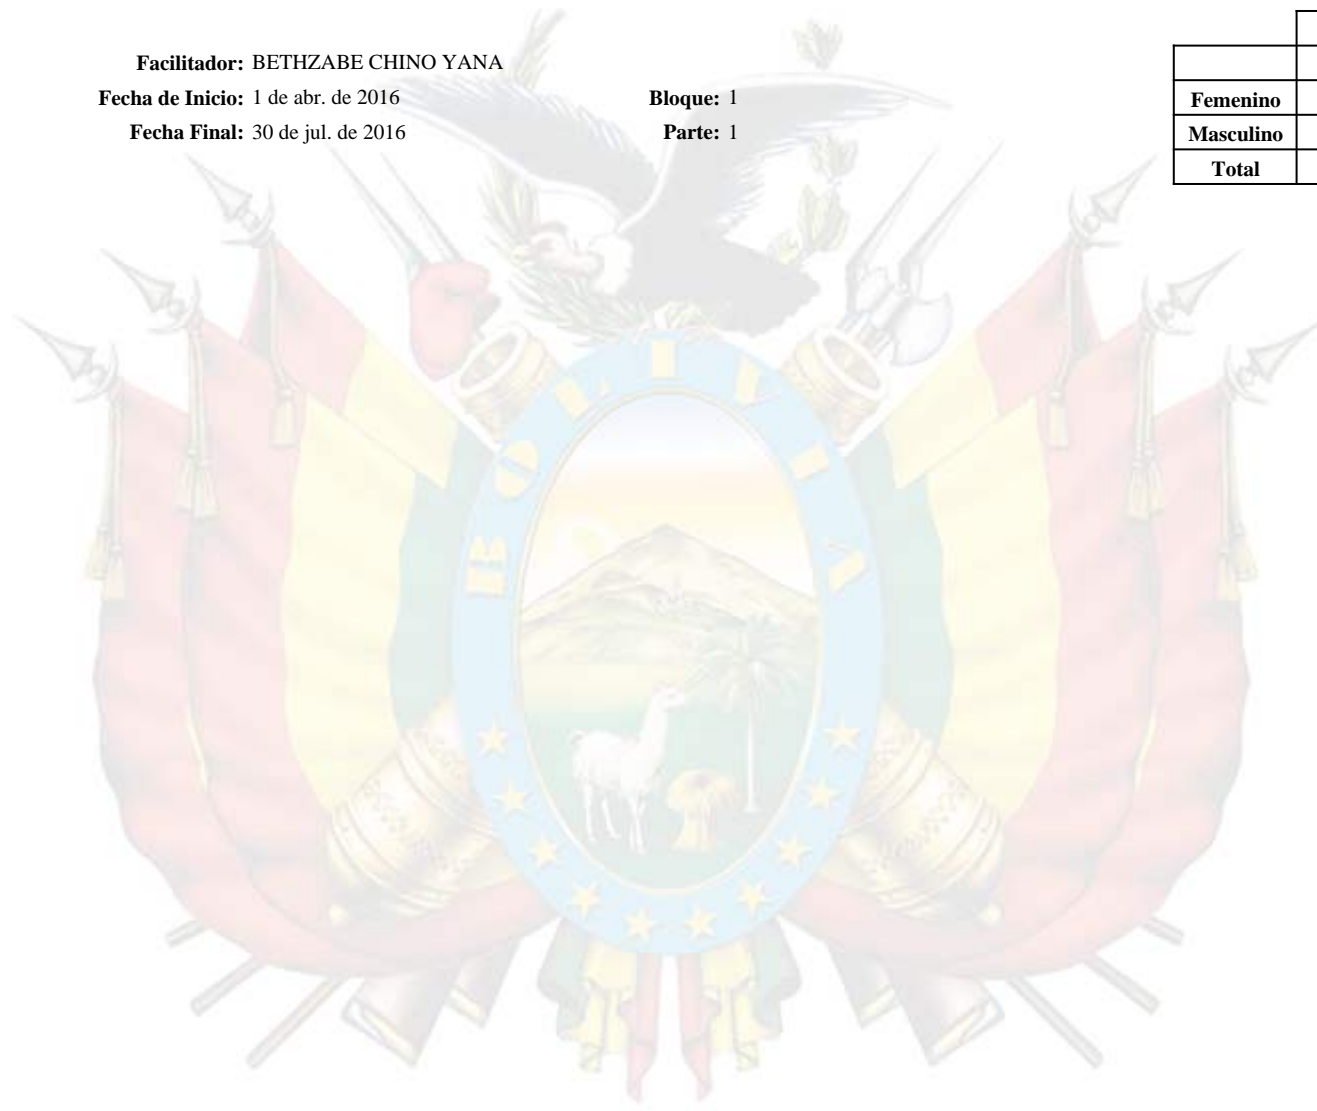 Facilitador: BETHZABE CHINO YANA
Fecha de Inicio: 1 de abr. de 2016 Bloque: 1
Fecha Final: 30 de jul. de 2016 Parte: 1
Femenino
Masculino
Total
BOLIVIA